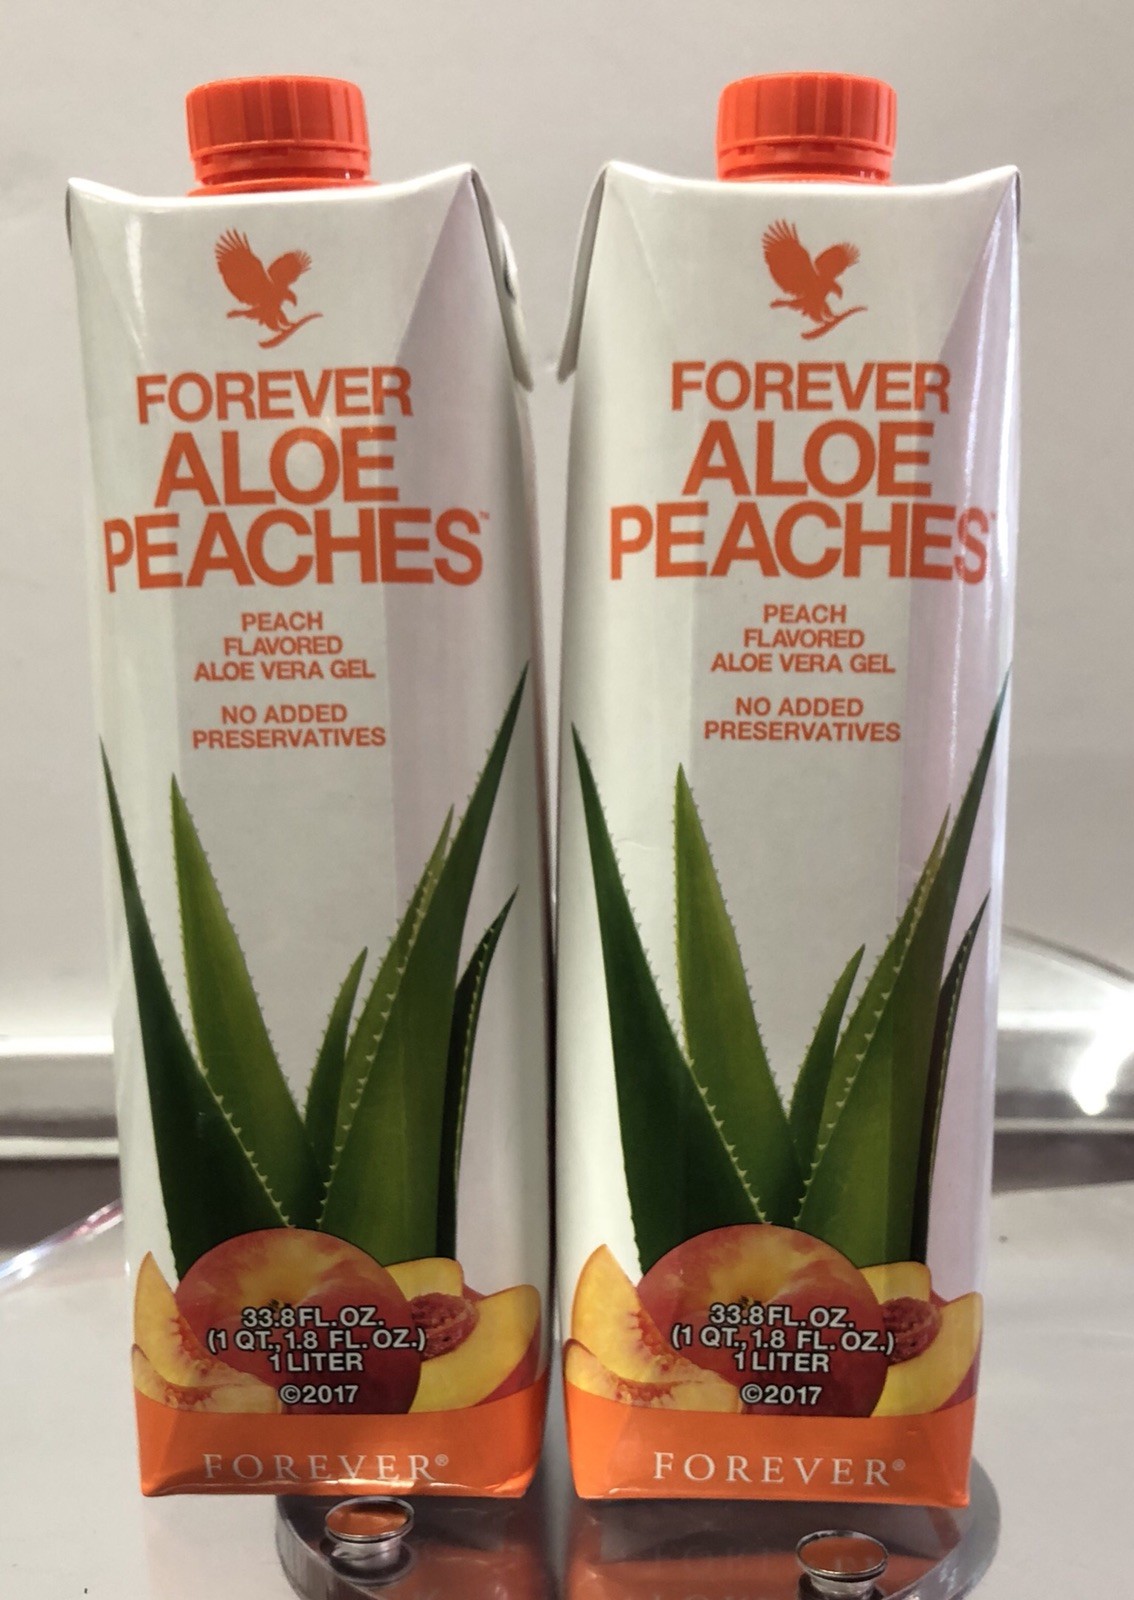 FOREVER
ALOE
PEACHES™
PEACH
FLAVORED
ALOE VERA GEL
NO ADDED
PRESERVATIVES
33.8 FL. OZ.
(1 QT., 1.8 FL. OZ.)
1 LITER
©2017
FOREVER®
FOREVER
ALOE
PEACHES™
PEACH
FLAVORED
ALOE VERA GEL
NO ADDED
PRESERVATIVES
33.8 FL. OZ.
(1 QT., 1.8 FL. OZ.)
1 LITER
©2017
FOREVER®